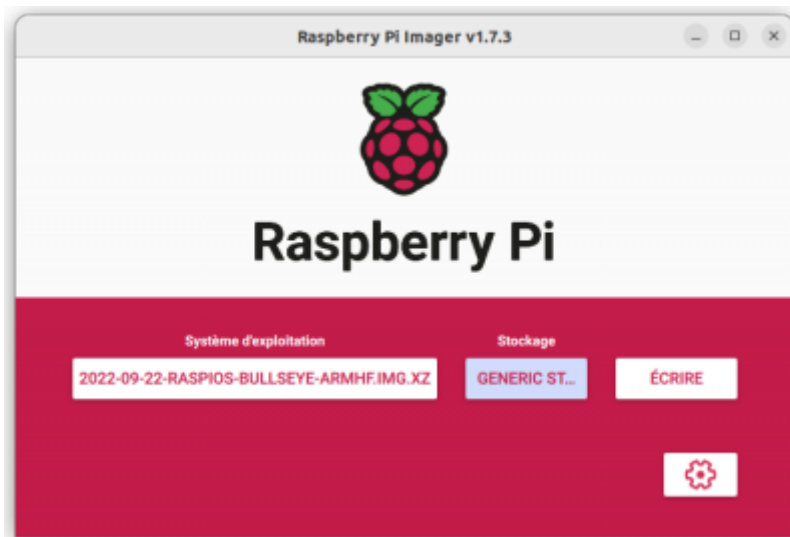 Raspberry Pi Imager v1.7.3
Raspberry Pi
Système d'exploitation
Stockage
2022-09-22-RASPIOS-BULLSEYE-ARMHF.IMG.XZ
GENERIC ST...
ÉCRIRE